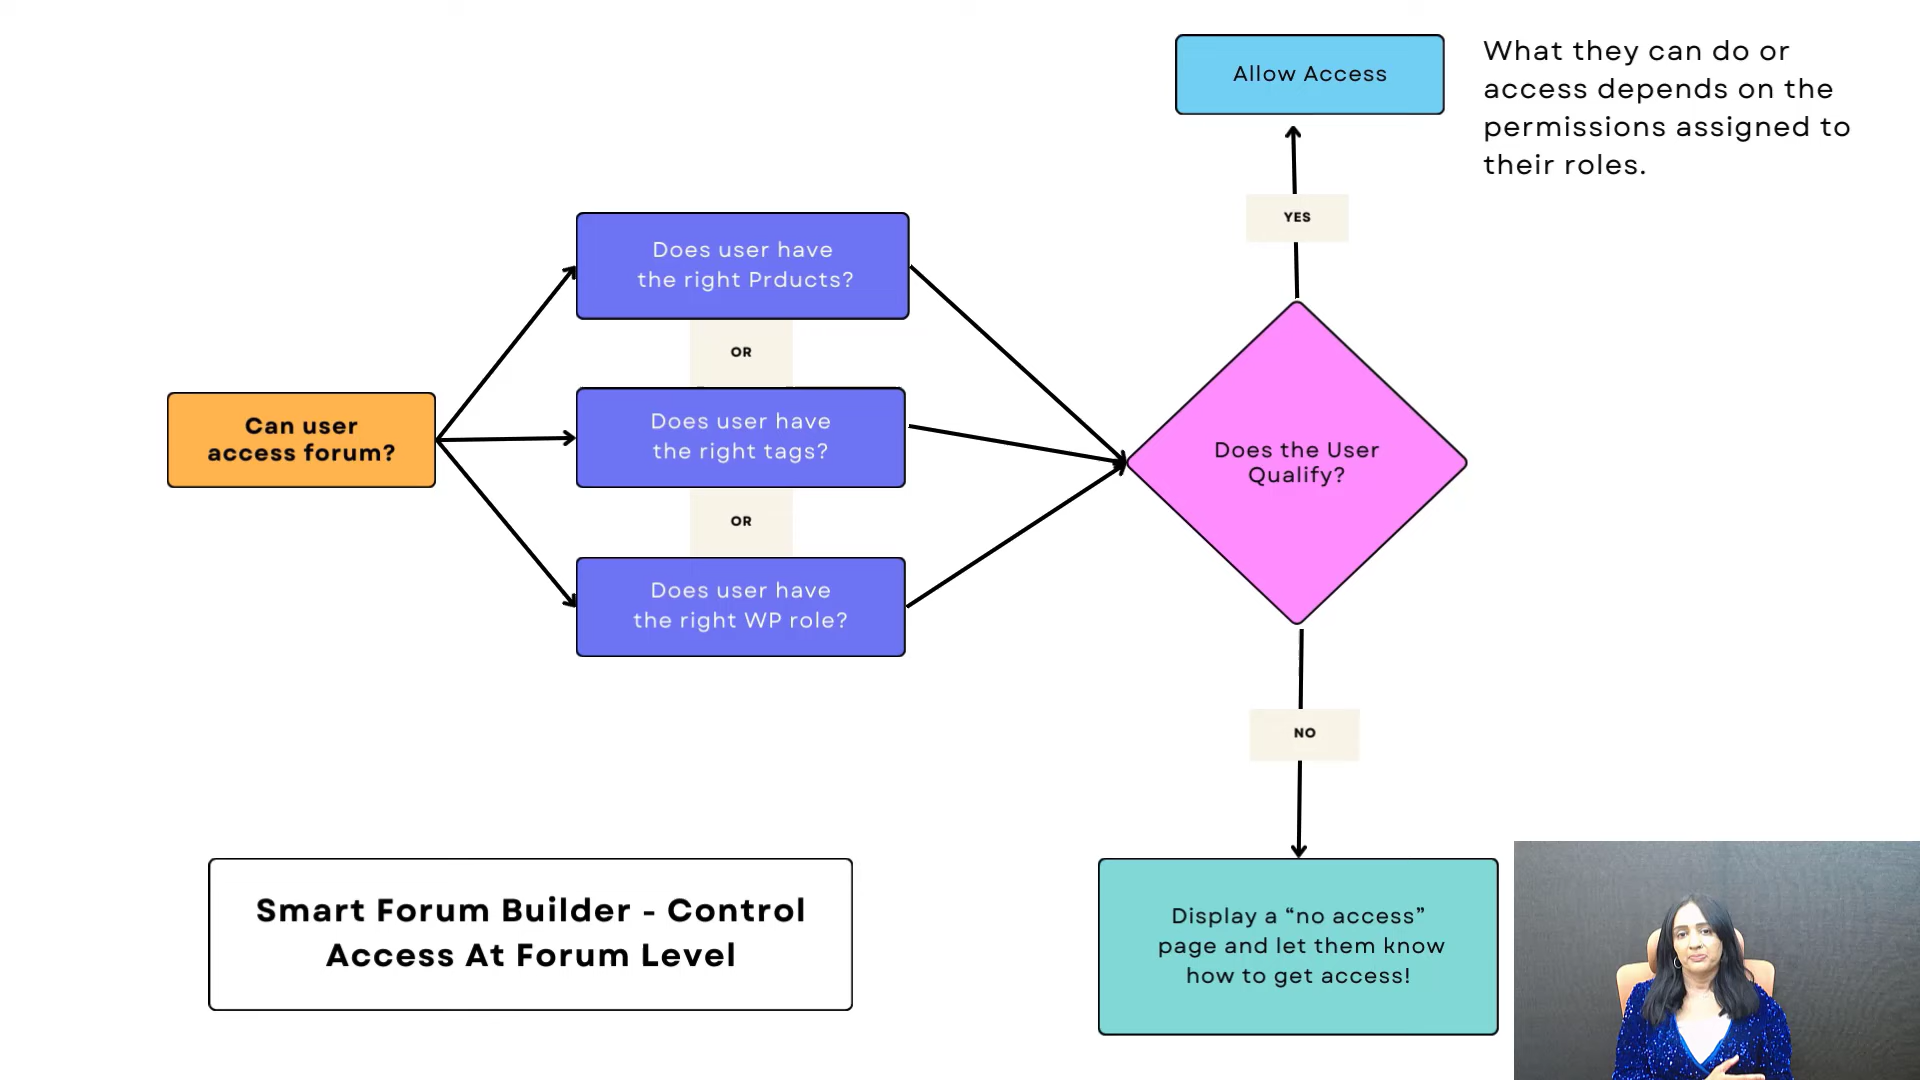 Allow Access
What they can do or
access depends on the
permissions assigned to
their roles.
YES
Does user have
the right Prducts?
OR
Can user
access forum?
Does user have
the right tags?
Does the User
Qualify?
OR
Does user have
the right WP role?
NO
Smart Forum Builder - Control
Access At Forum Level
Display a “no access”
page and let them know
how to get access!